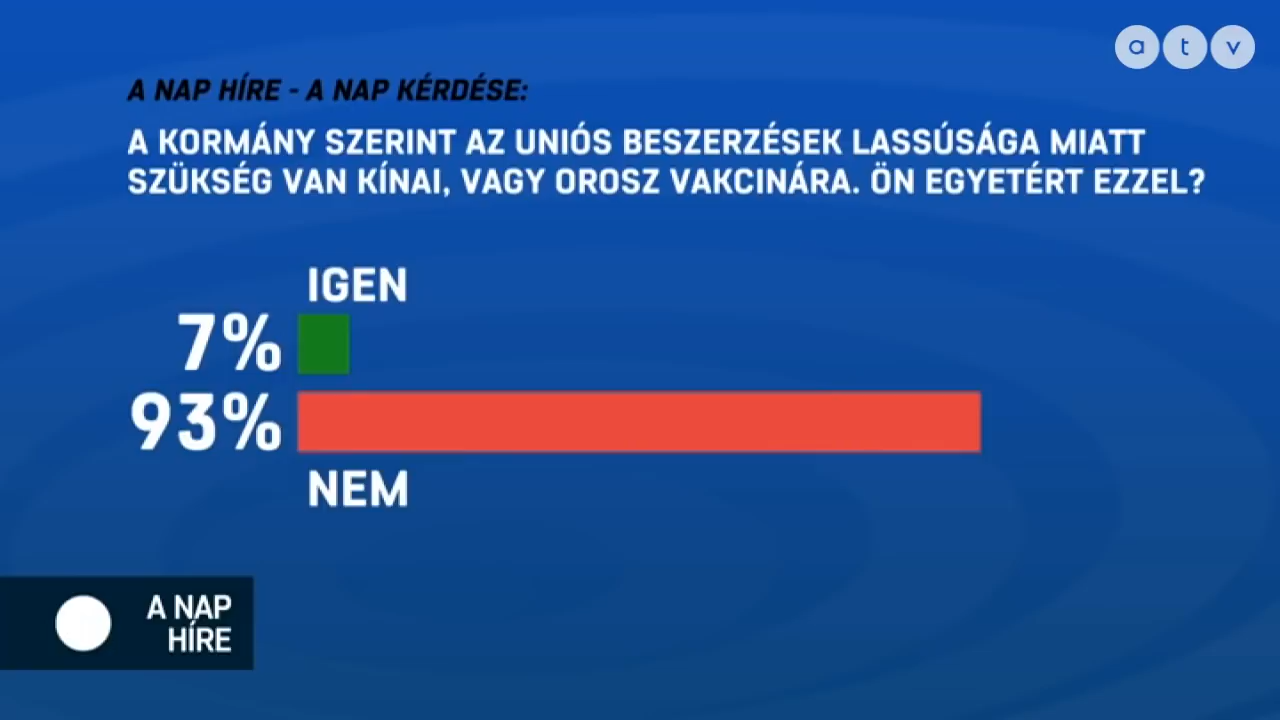 atv
A NAP HÍRE - A NAP KÉRDÉSE:
A KORMÁNY SZERINT AZ UNIÓS BESZERZÉSEK LASSÚSÁGA MIATT
SZÜKSÉG VAN KÍNAI, VAGY OROSZ VAKCINÁRA. ÖN EGYETÉRT EZZEL?
IGEN
7%
93%
NEM
A NAP
HÍRE